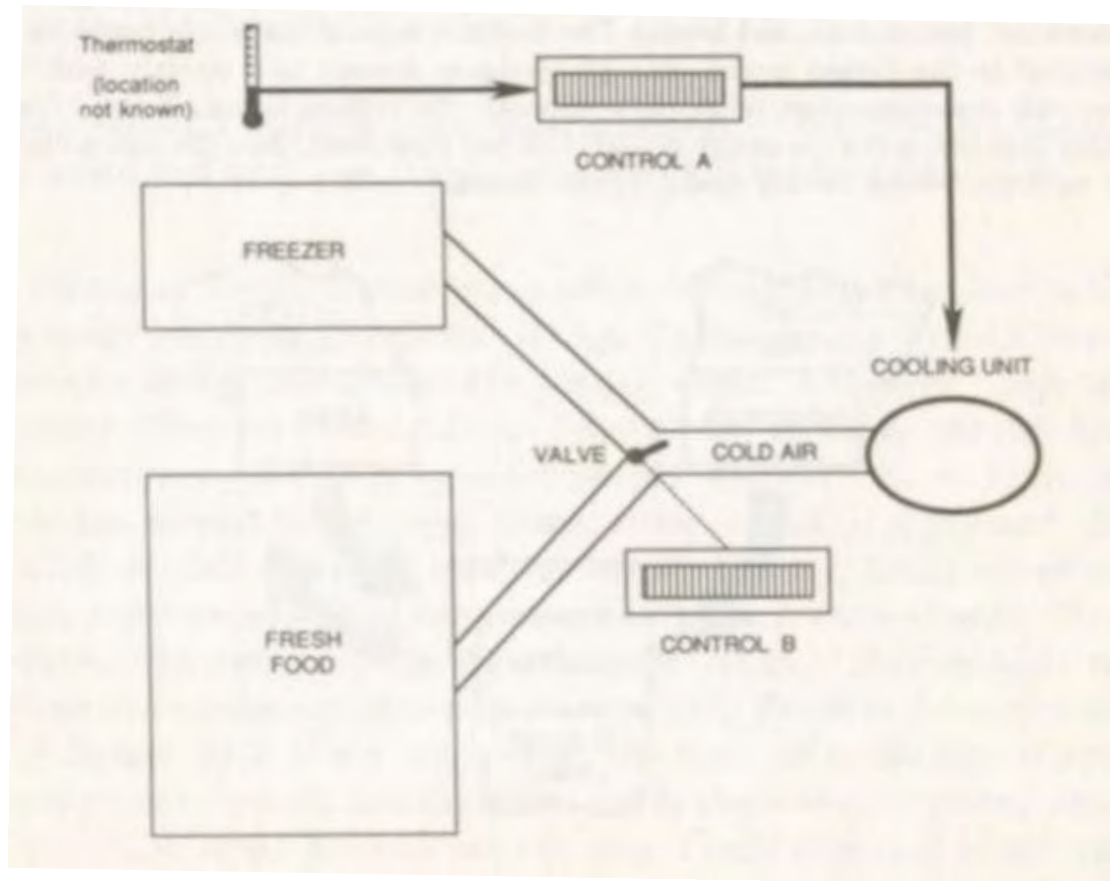 Thermostat
(location
not known)
CONTROL A
FREEZER
COOLING UNIT
VALVE
COLD AIR
CONTROL B
FRESH
FOOD